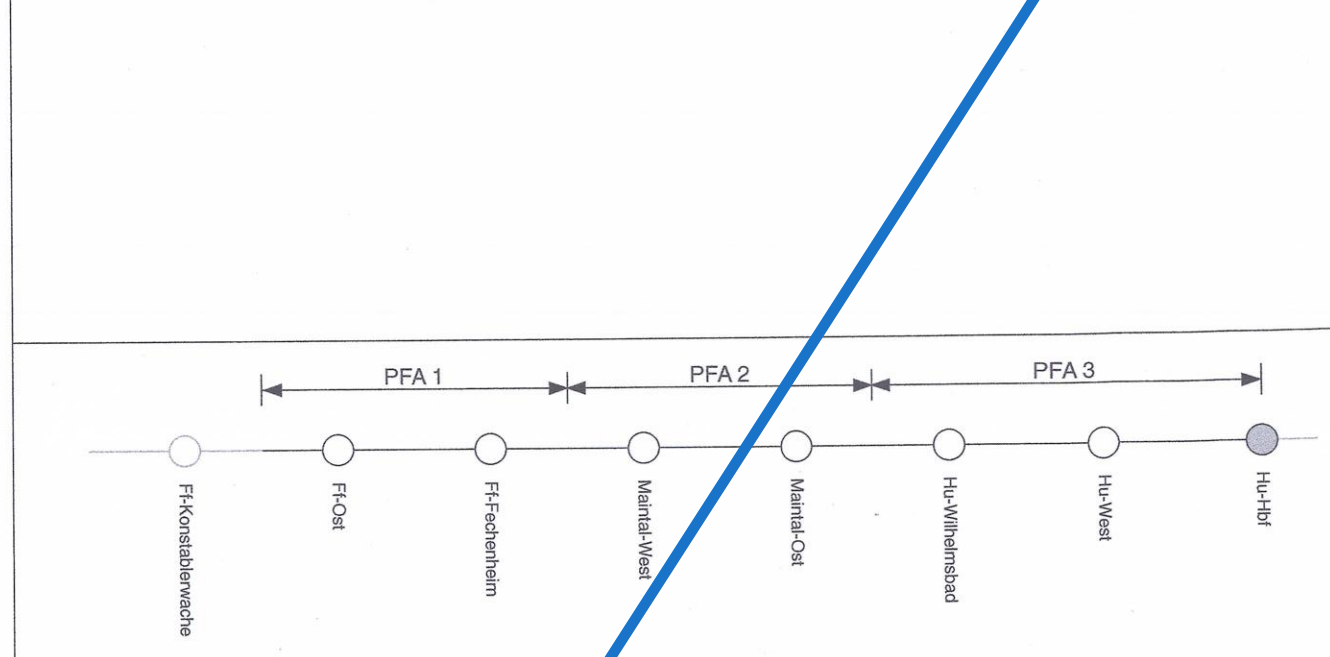 PFA 1
PFA 2
PFA 3
Ff-Konstablerwache
Ff-Ost
Ff-Fechenheim
Maintal-West
Maintal-Ost
Hu-Wilhelmsbad
Hu-West
Hu-Hbf